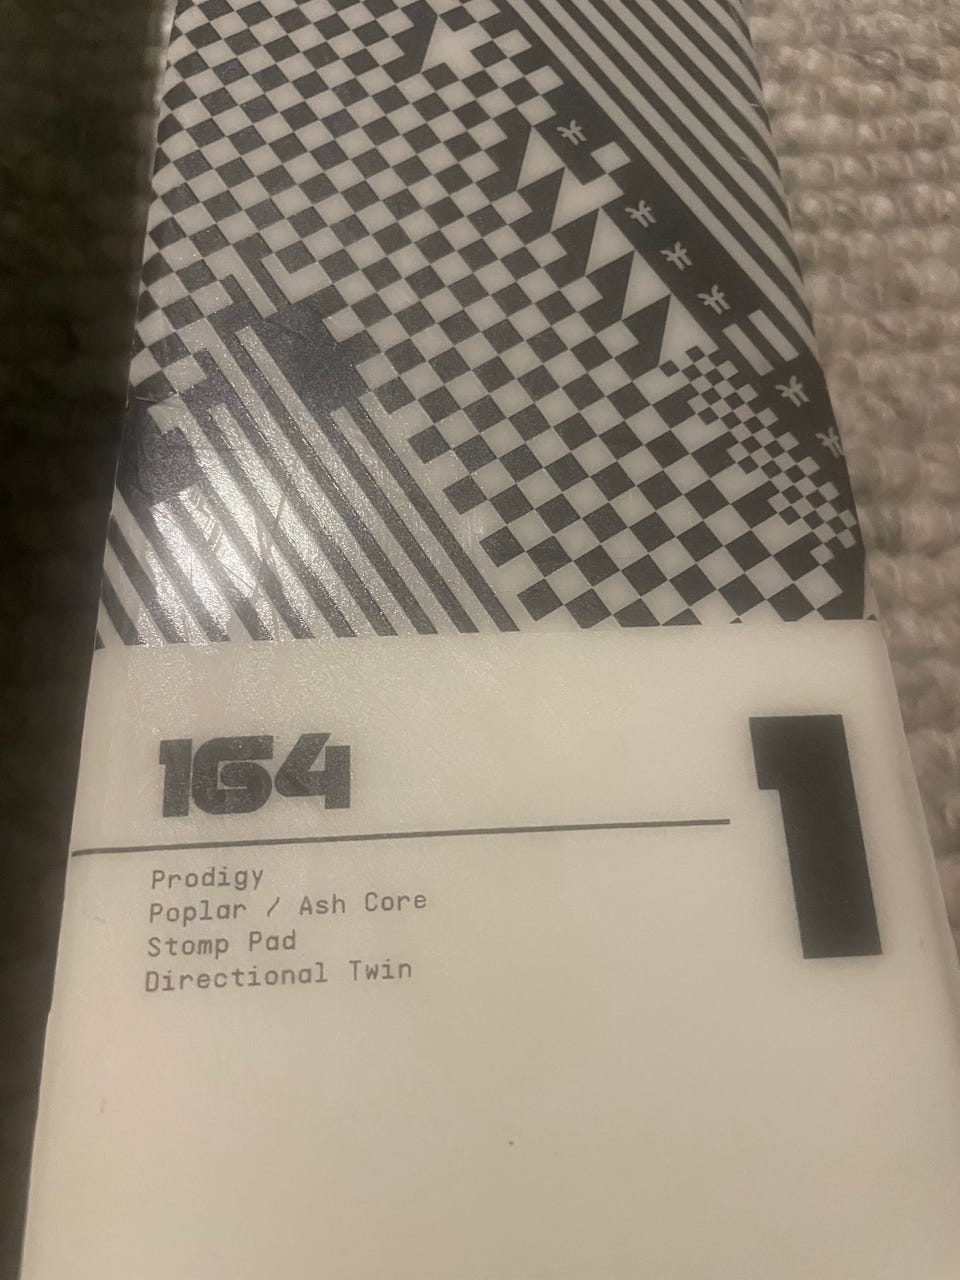 164
1
Prodigy
Poplar / Ash Core
Stomp Pad
Directional Twin